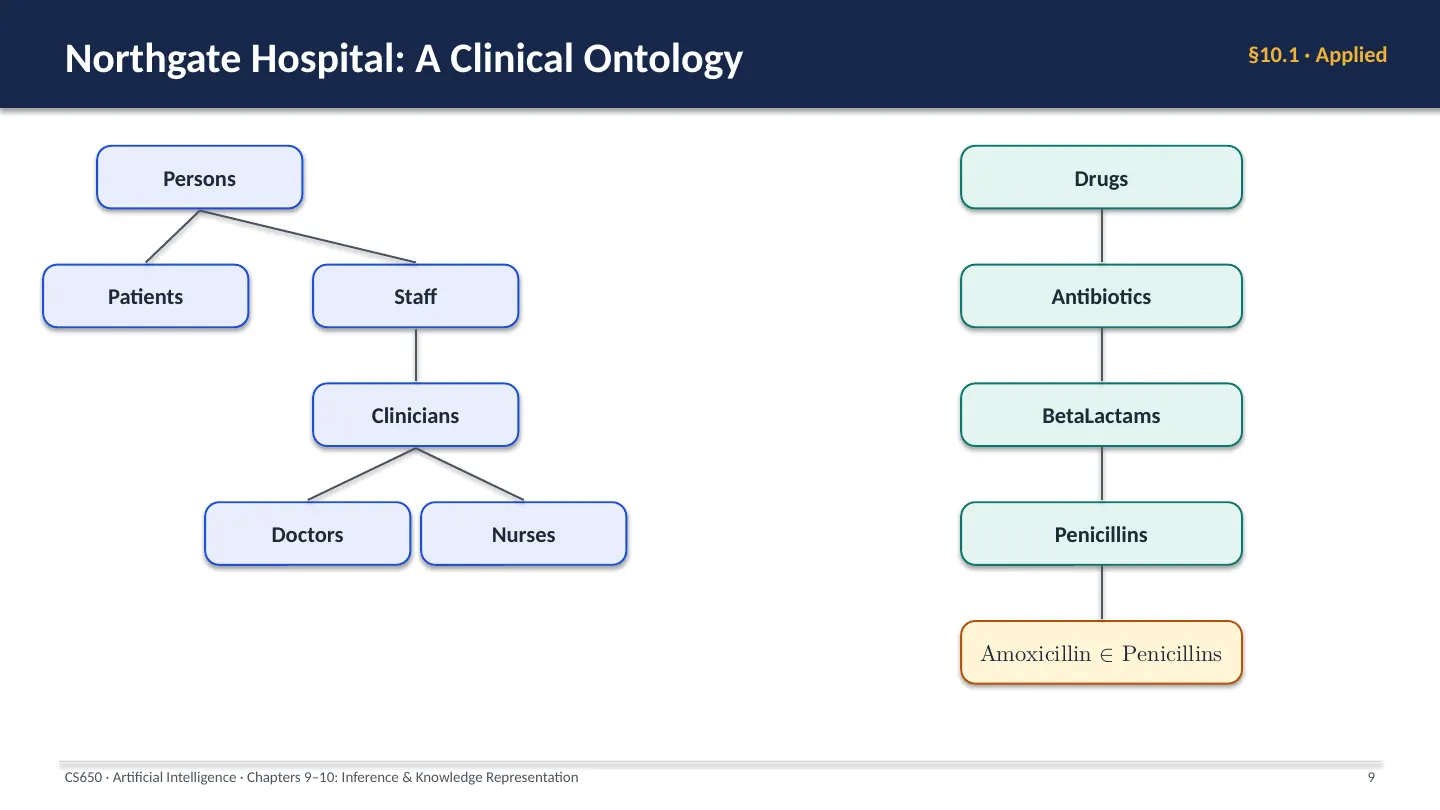 Northgate Hospital: A Clinical Ontology
§10.1 · Applied
Persons
Patients
Staff
Clinicians
Doctors
Nurses
Drugs
Antibiotics
BetaLactams
Penicillins
Amoxicillin ∈ Penicillins
CS650 · Artificial Intelligence · Chapters 9–10: Inference & Knowledge Representation
9